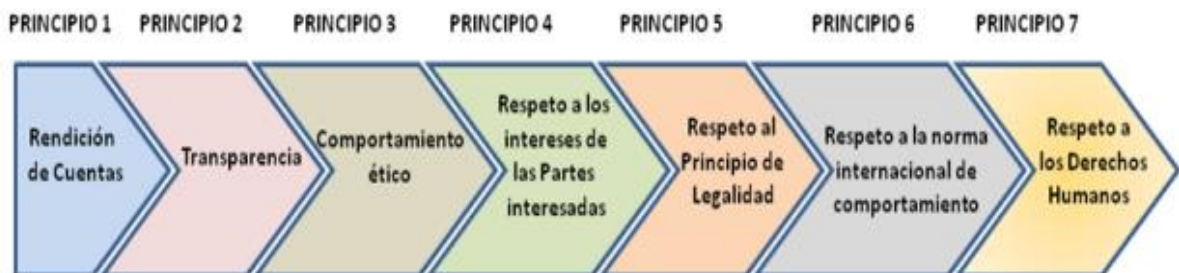 PRINCIPIO 1 PRINCIPIO 2 PRINCIPIO 3 PRINCIPIO 4 PRINCIPIO 5 PRINCIPIO 6 PRINCIPIO 7
Rendición
de Cuentas
Transparencia
Comportamiento
ético
Respeto a los
intereses de
las Partes
interesadas
Respeto al
Principio de
Legalidad
Respeto a la norma
internacional de
comportamiento
Respeto a
los Derechos
Humanos